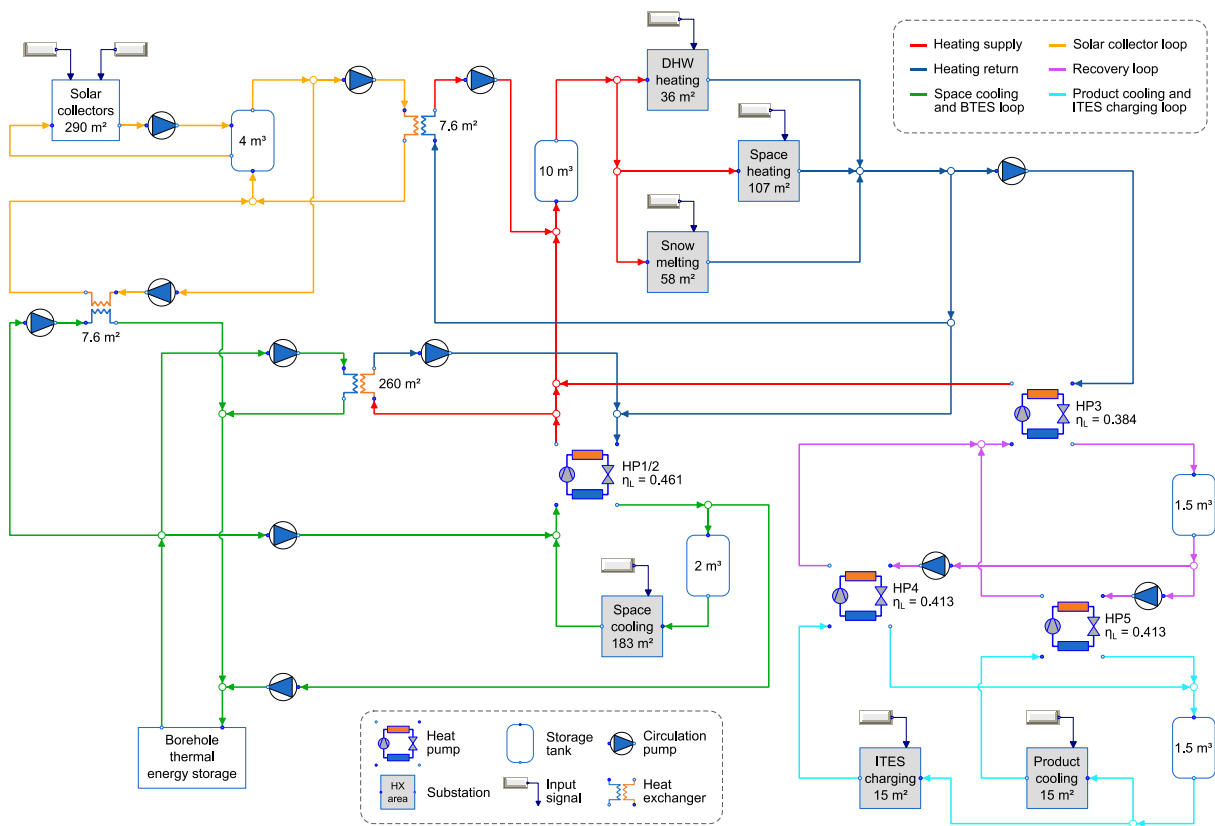 Solar
collectors
290 m²
4 m³
7.6 m²
10 m³
DHW
heating
36 m²
Space
heating
107 m²
Snow
melting
58 m²
Heating supply
Heating return
Space cooling
and BTES loop
Solar collector loop
Recovery loop
Product cooling and
ITES charging loop
7.6 m²
260 m²
HP1/2
ηL = 0.461
HP3
ηL = 0.384
1.5 m³
2 m³
Space
cooling
183 m²
HP4
ηL = 0.413
HP5
ηL = 0.413
Borehole
thermal
energy storage
Heat
pump
Storage
tank
Circulation
pump
HX
area
Substation
Input
signal
Heat
exchanger
ITES
charging
15 m²
Product
cooling
15 m²
1.5 m³